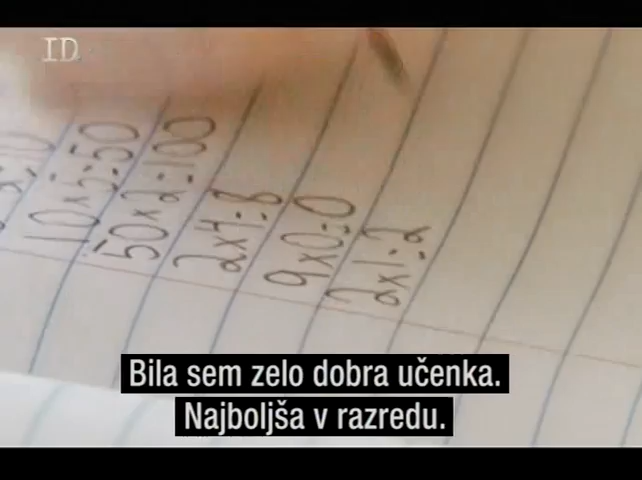 ID
10x5=50
50x2=100
2x4=8
9x0=0
2x1=2
Bila sem zelo dobra učenka.
Najboljša v razredu.